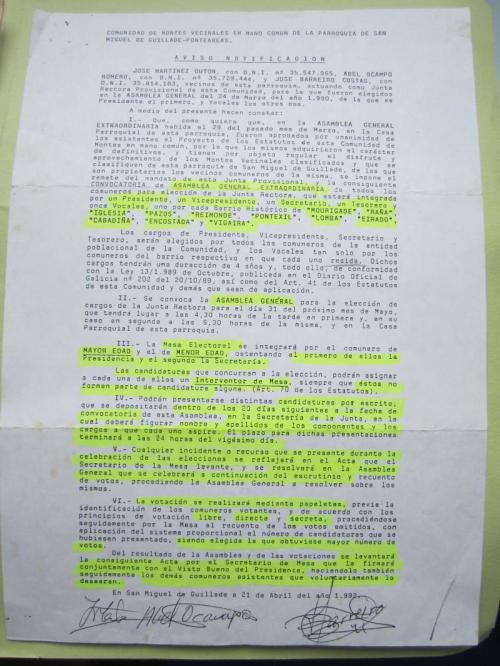 COMUNIDAD DE MONTES VECINALES EN MANO COMUN DE LA PARROQUIA DE SAN
MIGUEL DE GUILLADE-PONTEAREAS.
AVISO NOTIFICACION
JOSE MARTINEZ OUTON, con D.N.I. nº 35.547.965, ABEL OCAMPO
ROMERO, con D.N.I. nº 35.729.444, y JOSE BARREIRO COSTAS, con
D.N.I. vecinos de esta parroquia, actuando como Junta
Rectora Provisional de esta Comunidad, para la que fueron elegidos
en la ASAMBLEA GENERAL del 24 de Marzo del año 1.990, de la que es
Presidente el primero, y Vocales los otros dos.
A medio del presente hacen constar:
I.- Que, como quiera que, en la ASAMBLEA GENERAL
EXTRAORDINARIA habida el 29 del pasado mes de Marzo, en la Casa
Parroquial de esta parroquia, fueron aprobados por unanimidad de
los asistentes el Proyecto de los Estatutos de esta Comunidad de
Montes en mano común, por lo que los mismos adquirieron el carácter
de definitivos, y, tienen por objeto regular el disfrute y
aprovechamiento de los Montes Vecinales clasificados y que se
clasifiquen de esta parroquia de San Miguel de Guillade, de los que
son propietarios los vecinos comuneros de la misma, se impone el
remate del mandato de esta Junta Provisional, y la consiguiente
CONVOCATORIA de ASAMBLEA GENERAL EXTRAORDINARIA de todos los
comuneros para elección de la Junta Rectora, que estará integrada
por un Presidente, un Vicepresidente, un Secretario, un Tesorero y
once Vocales, uno por cada Barrio Histórico de "MOURIGADE", "RAÑA",
"IGLESIA", "PAZOS", "REIMONDE", "PONTEXIL", "LOMBA", "EIRADO",
"CABADIÑA", "ENCOSTADA" y "VIGAIRA".
Los cargos de Presidente, Vicepresidente, Secretario y
Tesorero, serán elegidos por todos los comuneros de la entidad
poblacional de la Comunidad, y los Vocales tan solo por los
comuneros del barrio respectivo en que cada uno resida. Dichos
cargos tendrán una duración de 4 años y, todo ello, de conformidad
con la Ley 13/1989 de Octubre, publicada en el Diario Oficial de
Galicia nº 202 del 20/10/89, así como del Art. 41 de los Estatutos
de esta Comunidad y demás que sean de aplicación.
II.- Se convoca la ASAMBLEA GENERAL para la elección de
cargos de la Junta Rectora para el día 31 del próximo mes de Mayo,
que tendrá lugar a las 4,30 horas de la tarde en primera y, en su
caso en segunda a las 5,30 horas de la misma, y en la Casa
Parroquial de esta parroquia.
III.- La Mesa Electoral se integrará por el comunero de
MAYOR EDAD y el de MENOR EDAD, ostentando el primero de ellos la
Presidencia y el segundo la Secretaría.
Las candidaturas que concurran a la elección, podrán asignar
a cada una de ellas un Interventor de Mesa, siempre que éstos no
formen parte de candidatura alguna. (Art. 70 de los Estatutos).
IV.- Podrán presentarse distintas candidaturas por escrito,
que se depositarán dentro de los 20 días siguientes a la fecha de
convocatoria de esta Asamblea, en la Secretaría de la Junta, en la
cual deberá figurar nombre y apellidos de los componentes y los
cargos a que cada uno aspire. El plazo para dichas presentaciones
terminará a las 24 horas del vigésimo día.
V.- Cualquier incidente o recurso que se presente durante la
celebración de las elecciones se reflejará en el Acta que el
Secretario de la Mesa levante, y se resolverá en la Asamblea
General que se celebrará a continuación del escrutinio y recuento
de votos, procediendo la Asamblea General a resolver sobre los
mismos.
VI.- La votación se realizará mediante papeletas, previa la
identificación de los comuneros votantes, y de acuerdo con los
principios de votación libre, directa y secreta, procediéndose
seguidamente por la Mesa al recuento de los votos emitidos, con
aplicación del sistema proporcional al número de candidaturas que se
hubiesen presentado, siendo elegida la que obtuviese mayor número de
votos.
Del resultado de la Asamblea y de las votaciones se levantará
la consiguiente Acta por el Secretario de Mesa que la firmará
conjuntamente con el Visto Bueno del Presidente, haciéndolo también
seguidamente los demás comuneros asistentes que voluntariamente lo
desearan.
En San Miguel de Guillade a 21 de Abril del año 1.992.
Abel Ocampo